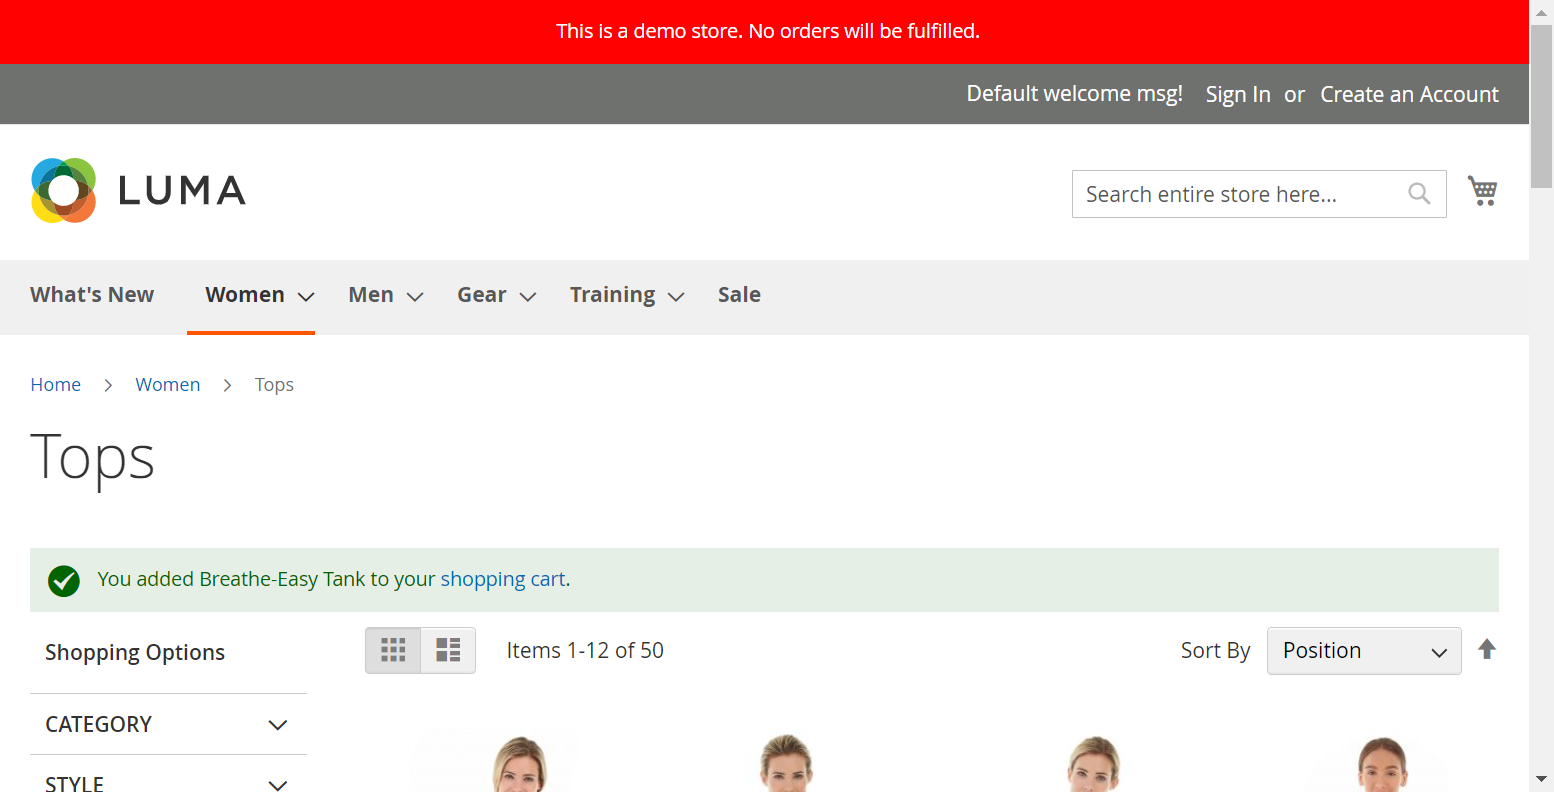 This is a demo store. No orders will be fulfilled.
Default welcome msg! Sign In or Create an Account
LUMA
Search entire store here...
What's New Women Men Gear Training Sale
Home Women Tops
Tops
You added Breathe-Easy Tank to your shopping cart.
Shopping Options
Items 1-12 of 50
Sort By Position
CATEGORY
STYLE